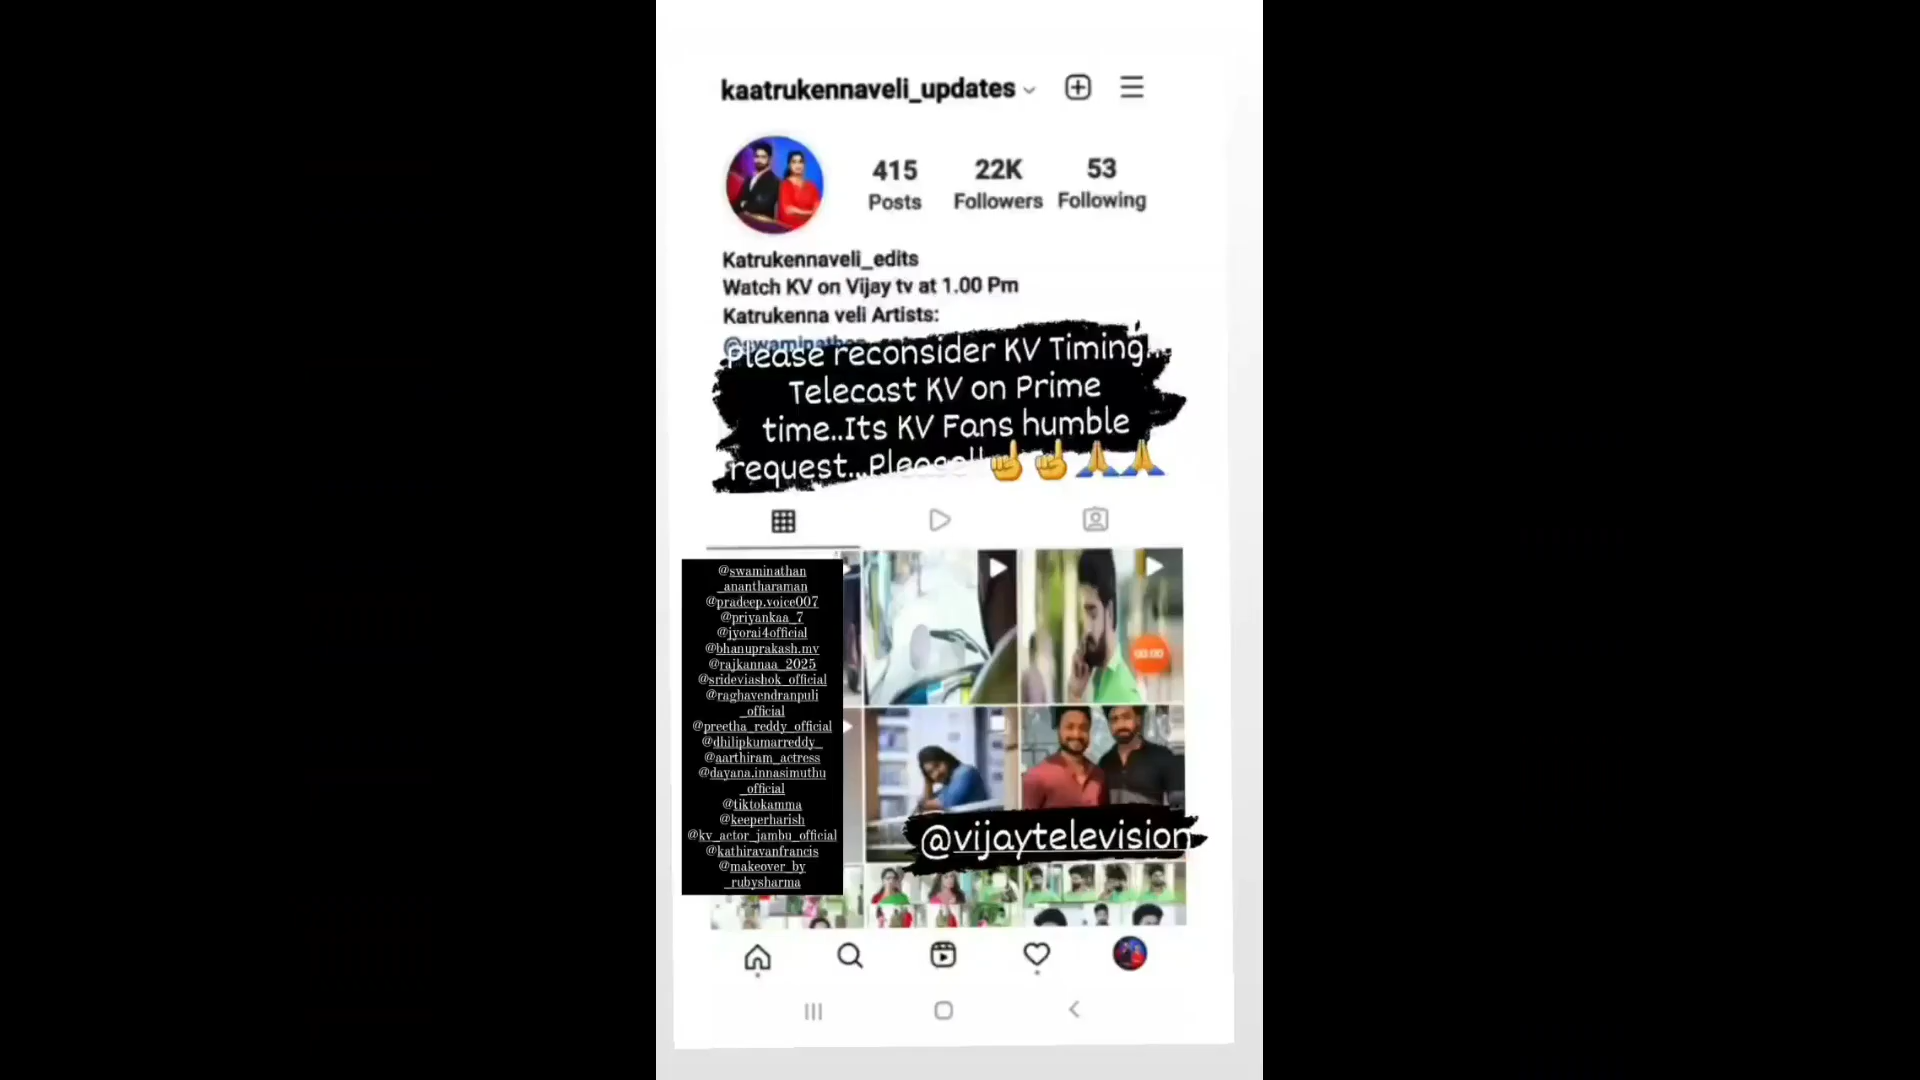 kaatrukennaveli_updates
415 22K 53
Posts Followers Following
Katrukennaveli_edits
Watch KV on Vijay tv at 1.00 Pm
Katrukenna veli Artists:
Please reconsider KV Timing...
Telecast KV on Prime
time..Its KV Fans humble
request...Please!!
@swaminathan
_anantharaman
@pradeep.voice007
@priyankaa_7
@jyorai4official
@bhanuprakash.mv
@rajkannaa_2025
@srideviashok_official
@raghavendranpuli
_official
@preetha_reddy_official
@dhilipkumarreddy_
@aarthiram_actress
@dayana.innasimuthu
_official
@tiktokamma
@keeperharish
@kv_actor_jambu_official
@kathiravanfrancis
@makeover_by
_rubysharma
00:00
@vijaytelevision